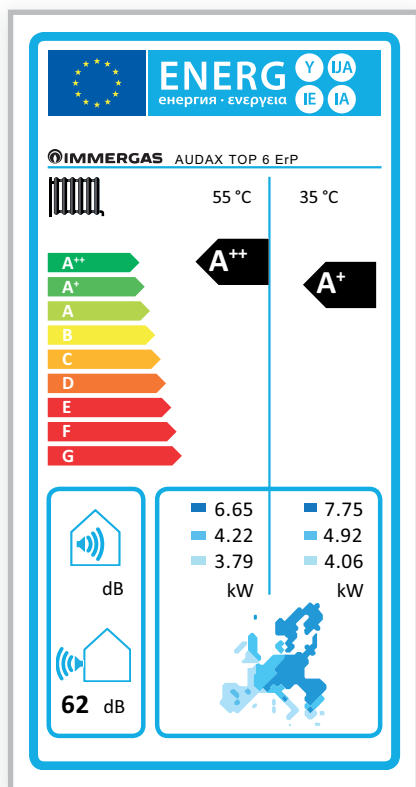 ENERG Y IJA
енергия · ενεργεια IE IA
IMMERGAS AUDAX TOP 6 ErP
55 °C 35 °C
A++ A+
A++
A+
A
B
C
D
E
F
G
6.65 7.75
4.22 4.92
3.79 4.06
kW kW
dB
62 dB